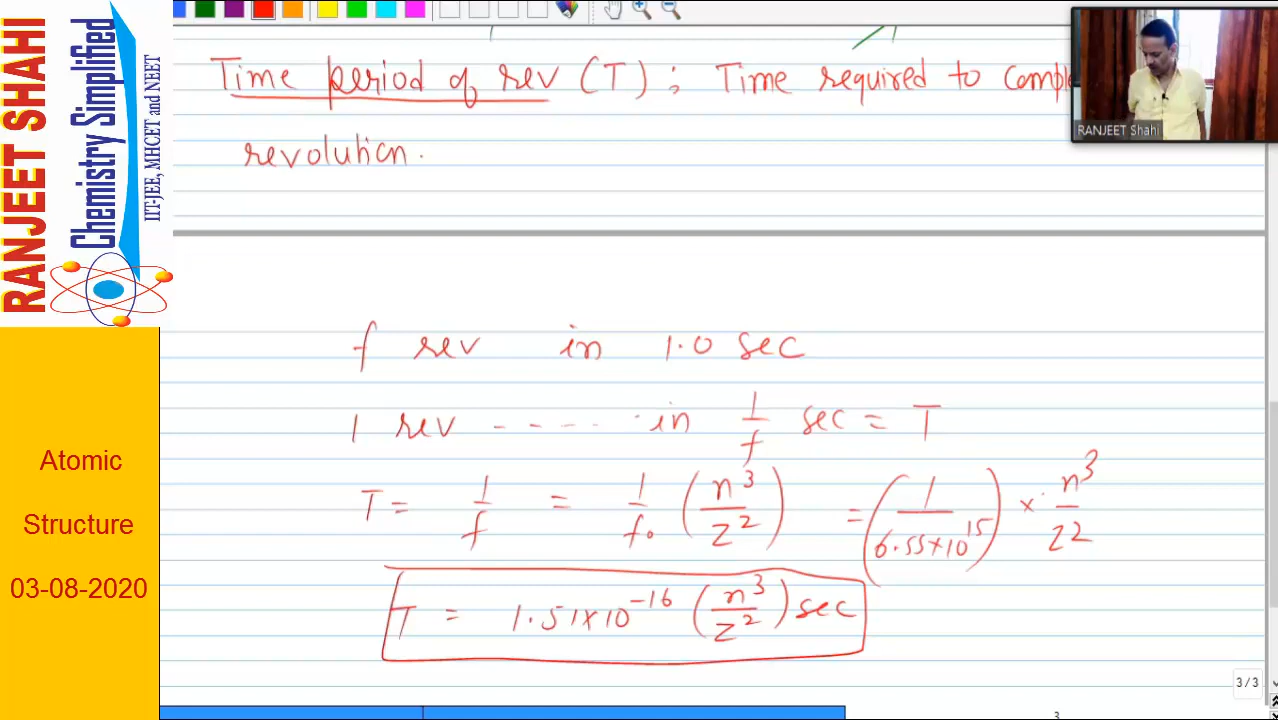 RANJEET SHAHI
Chemistry Simplified
IIT-JEE, MHCET and NEET
Atomic
Structure
03-08-2020
RANJEET Shahi
Time period of rev (T) : Time required to
revolution.
f rev in 1.0 sec
1 rev ----- in 1/f sec = T
T = 1/f = 1/f₀ (n³/Z²) = (1/6.55×10¹⁵) × n³/Z²
T = 1.51×10⁻¹⁶ (n³/Z²) sec
3/3
3